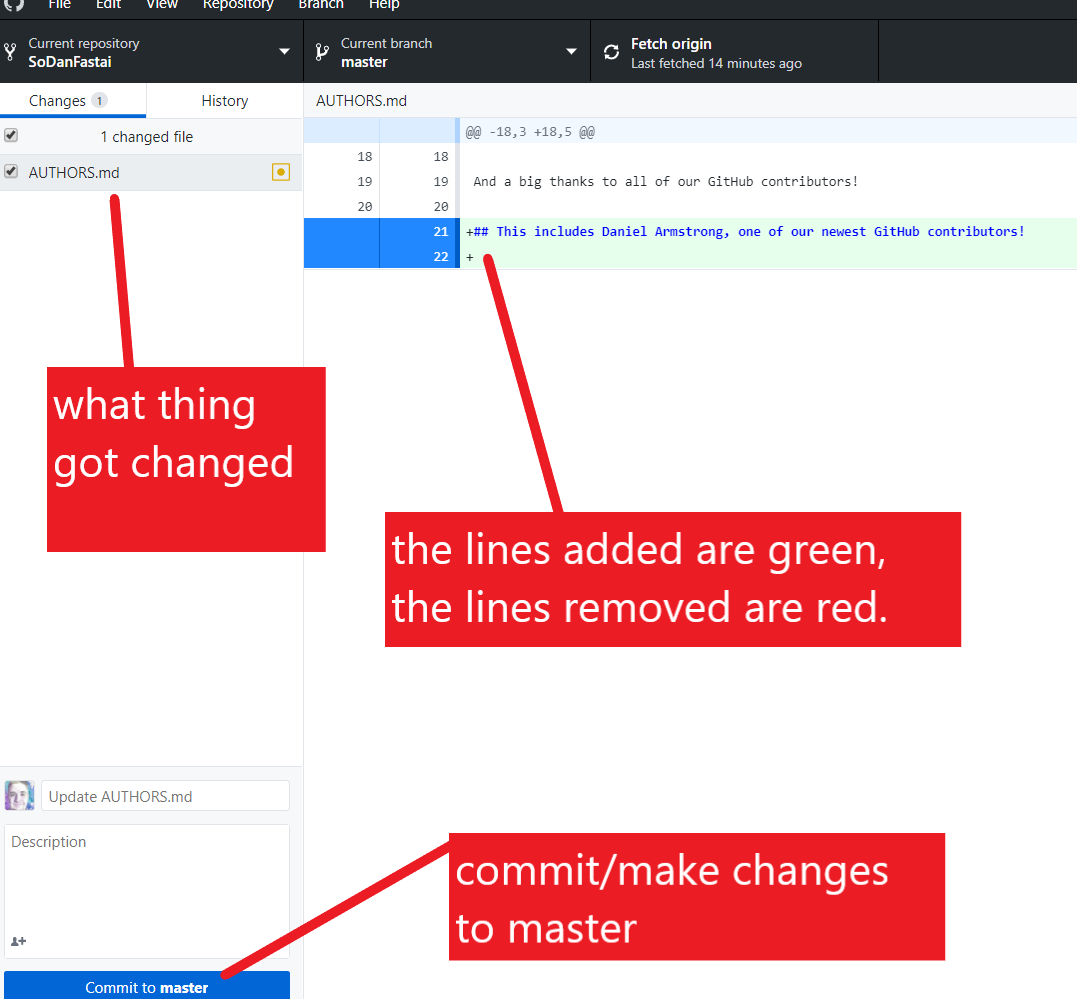 File Edit View Repository Branch Help
Current repository
SoDanFastai
Current branch
master
Fetch origin
Last fetched 14 minutes ago
Changes 1 History
AUTHORS.md
1 changed file
@@ -18,3 +18,5 @@
AUTHORS.md
18 18
19 19 And a big thanks to all of our GitHub contributors!
20 20
21 +## This includes Daniel Armstrong, one of our newest GitHub contributors!
22 +
what thing
got changed
the lines added are green,
the lines removed are red.
Update AUTHORS.md
Description
commit/make changes
to master
Commit to master